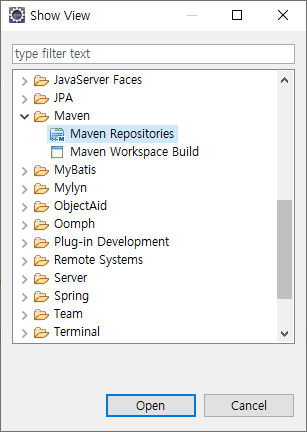 Show View
type filter text
JavaServer Faces
JPA
Maven
Maven Repositories
Maven Workspace Build
MyBatis
Mylyn
ObjectAid
Oomph
Plug-in Development
Remote Systems
Server
Spring
Team
Terminal
Open
Cancel